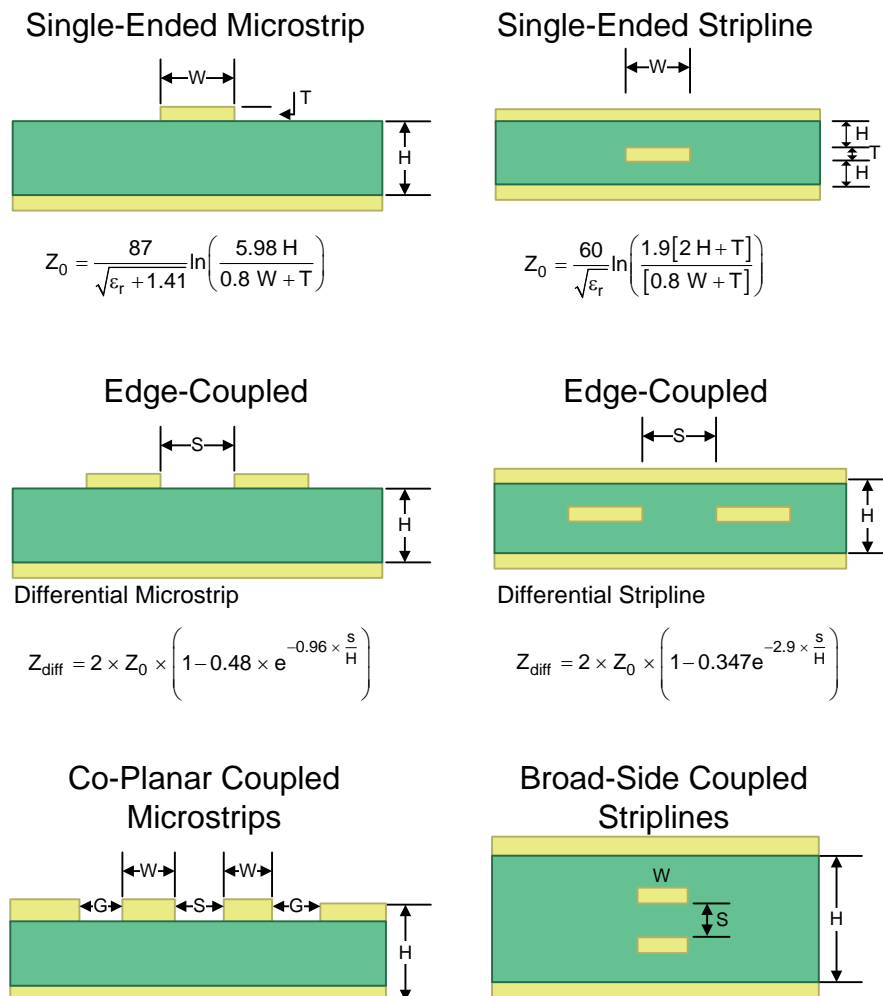 Single-Ended Microstrip
W
T
H
Z₀ = 87/√(εᵣ + 1.41) ln(5.98 H/(0.8 W + T))
Single-Ended Stripline
W
H
T
H
Z₀ = 60/√εᵣ ln(1.9[2 H + T]/[0.8 W + T])
Edge-Coupled
S
H
Differential Microstrip
Z_diff = 2 × Z₀ × (1 − 0.48 × e^(−0.96 × s/H))
Edge-Coupled
S
H
Differential Stripline
Z_diff = 2 × Z₀ × (1 − 0.347e^(−2.9 × s/H))
Co-Planar Coupled
Microstrips
W W
G S G
H
Broad-Side Coupled
Striplines
W
S
H